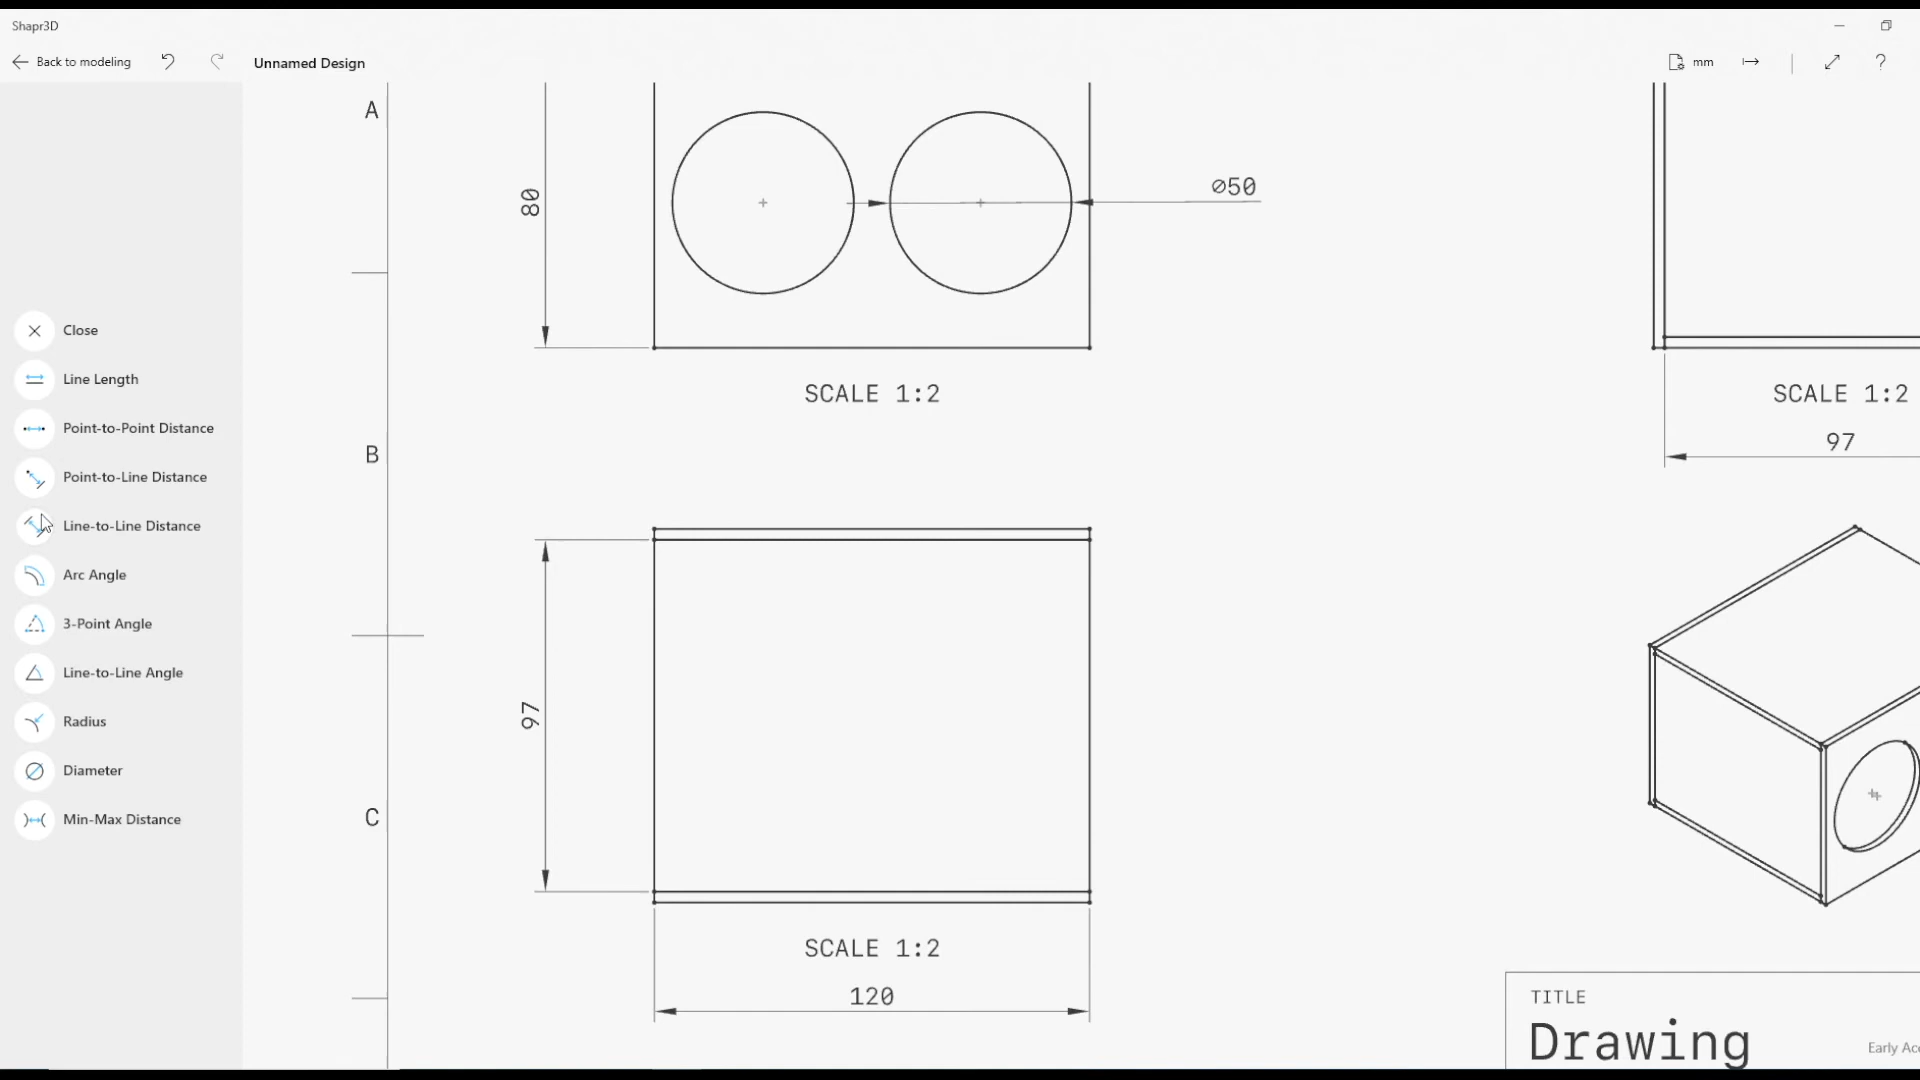 Shapr3D
Back to modeling
Unnamed Design
mm
?
A
80
⌀50
SCALE 1:2
SCALE 1:2
97
B
Close
Line Length
Point-to-Point Distance
Point-to-Line Distance
Line-to-Line Distance
Arc Angle
3-Point Angle
Line-to-Line Angle
Radius
Diameter
Min-Max Distance
97
C
SCALE 1:2
120
TITLE
Drawing
Early Acc